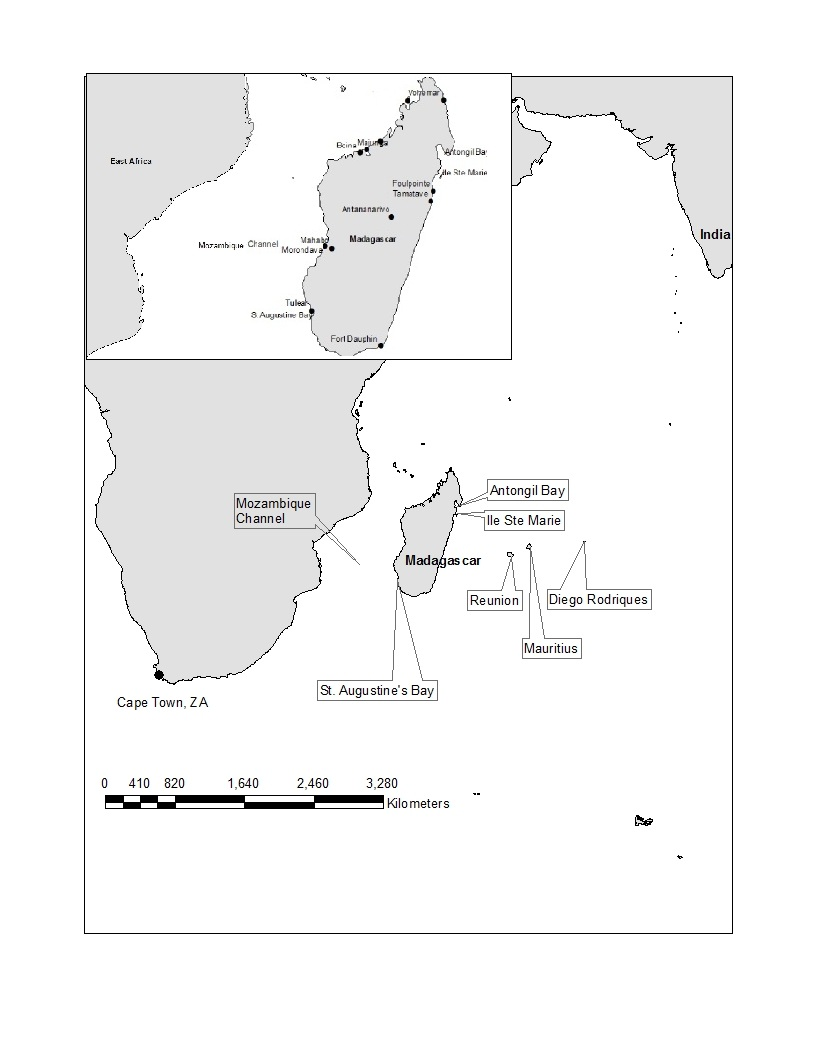 Vohemar
East Africa
Boina
Majunga
Antongil Bay
Ile Ste Marie
Foulpointe
Tamatave
Antananarivo
Mozambique Channel
Mahabo
Madagascar
Morondava
Tulear
S. Augustine Bay
Fort Dauphin
India
Mozambique
Channel
Antongil Bay
Ile Ste Marie
Madagascar
Reunion
Diego Rodriques
Mauritius
St. Augustine's Bay
Cape Town, ZA
0 410 820 1,640 2,460 3,280
Kilometers